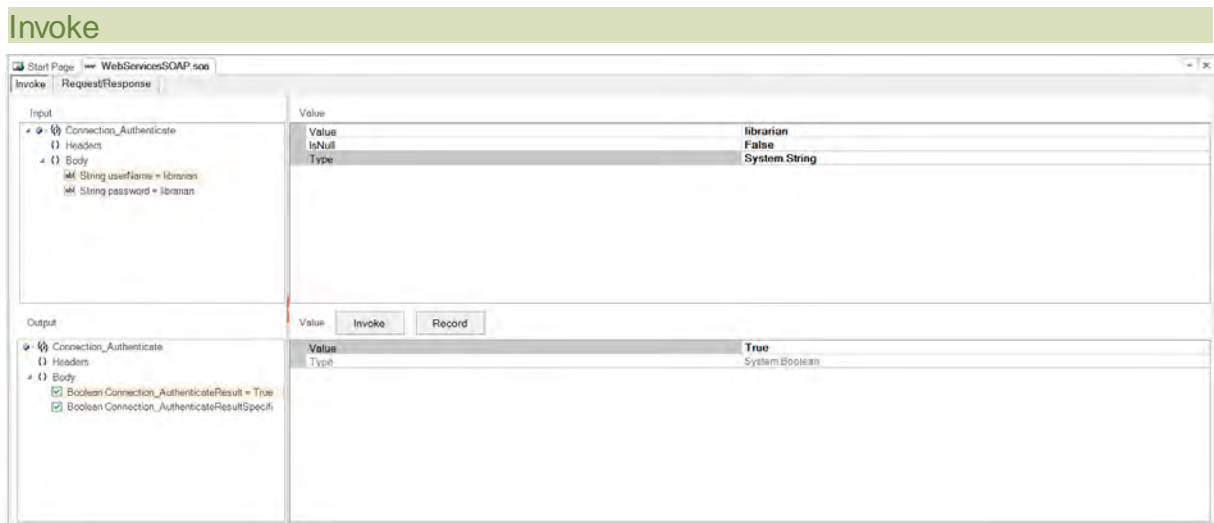 Invoke
Start Page WebServicesSOAP.soa
Invoke Request/Response
Input
Value
Connection_Authenticate
Headers
Body
String userName = librarian
String password = librarian
Value librarian
IsNull False
Type System.String
Output
Value Invoke Record
Connection_Authenticate
Headers
Body
Boolean Connection_AuthenticateResult = True
Boolean Connection_AuthenticateResultSpecifi
Value True
Type System.Boolean